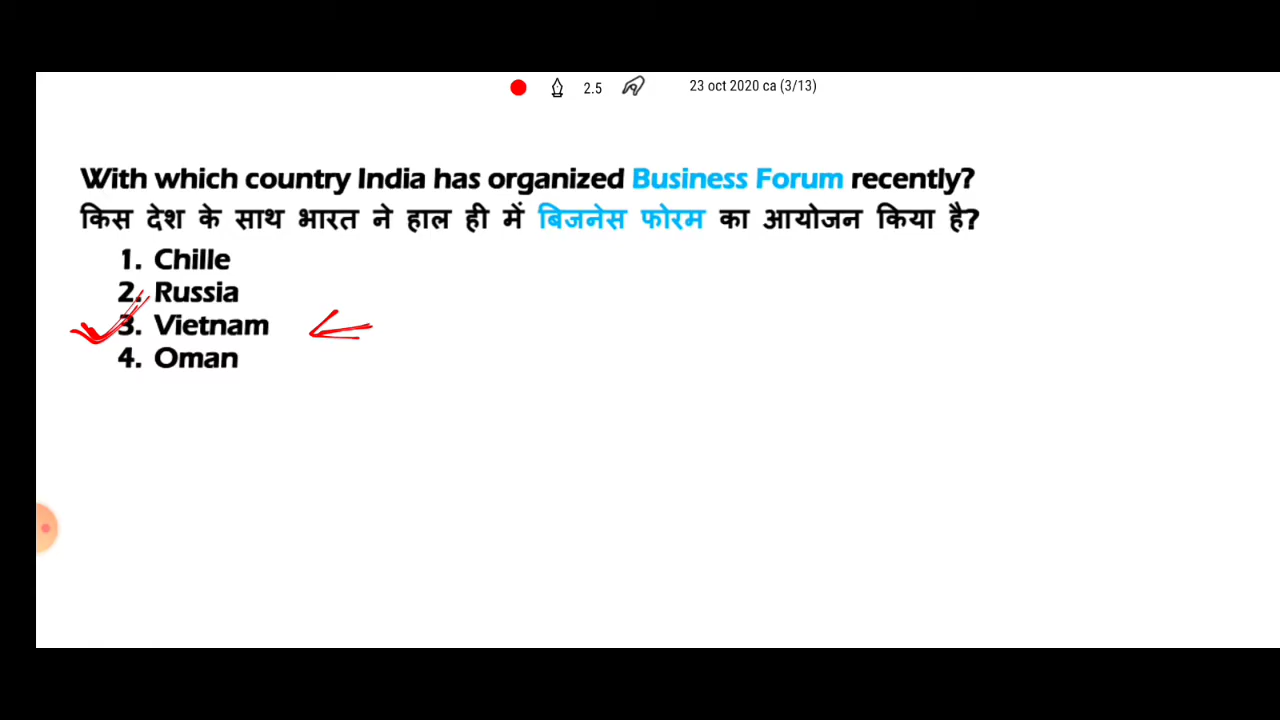 2.5 23 oct 2020 ca (3/13)
With which country India has organized Business Forum recently?
किस देश के साथ भारत ने हाल ही में बिजनेस फोरम का आयोजन किया है?
1. Chille
2. Russia
3. Vietnam
4. Oman